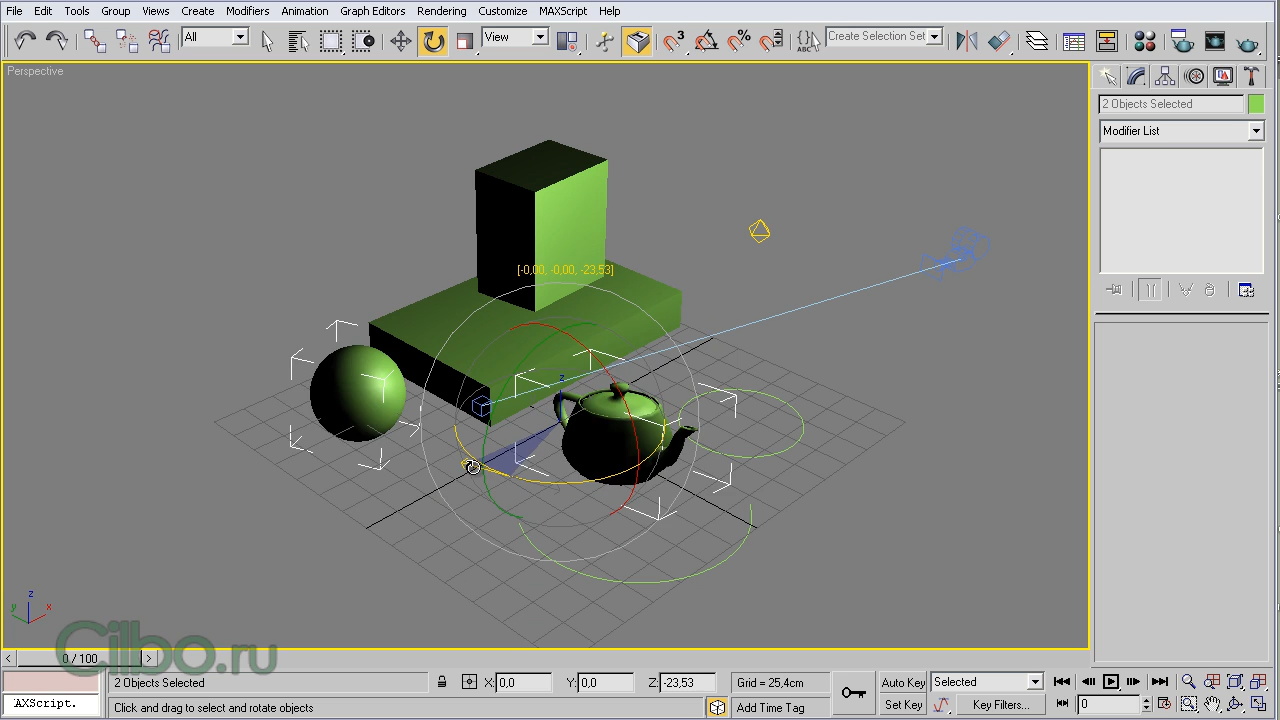 File Edit Tools Group Views Create Modifiers Animation Graph Editors Rendering Customize MAXScript Help
All View 3 % ABC Create Selection Set
Perspective
2 Objects Selected
Modifier List
[-0,00, -0,00, -23,53]
z
z
y x
0 / 100
Cilbo.ru
2 Objects Selected X: 0,0 Y: 0,0 Z: -23,53 Grid = 25,4cm Auto Key Selected
AXScript. Click and drag to select and rotate objects Add Time Tag Set Key Key Filters... 0